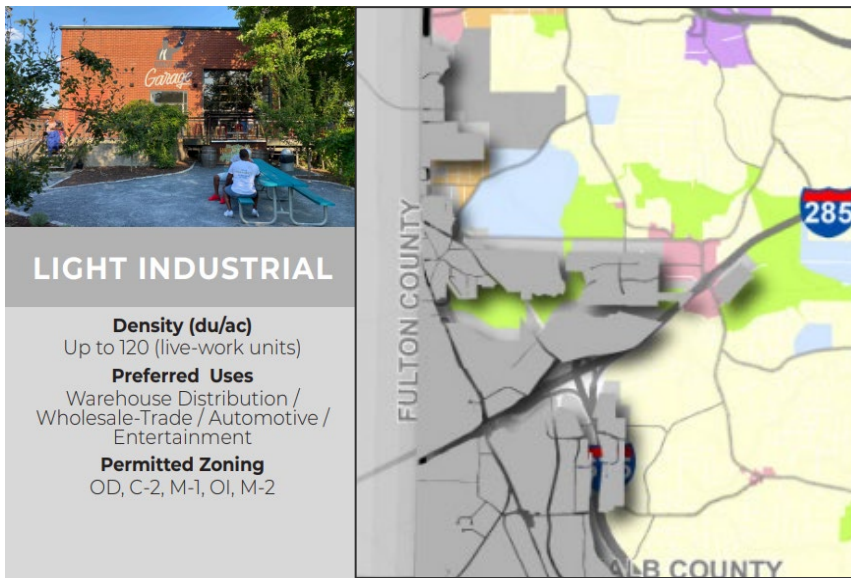 Garage
LIGHT INDUSTRIAL
Density (du/ac)
Up to 120 (live-work units)
Preferred Uses
Warehouse Distribution /
Wholesale-Trade / Automotive /
Entertainment
Permitted Zoning
OD, C-2, M-1, OI, M-2
FULTON COUNTY
285
ALB COUNTY